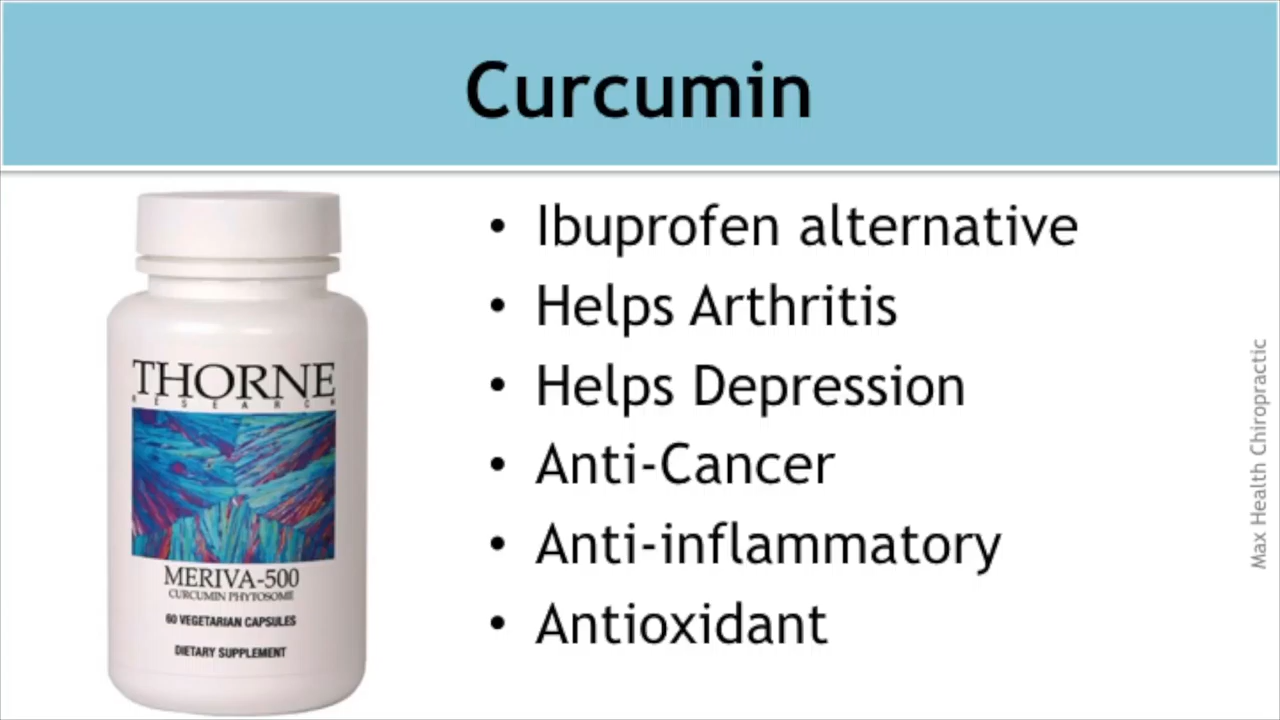 Curcumin
• Ibuprofen alternative
• Helps Arthritis
• Helps Depression
• Anti-Cancer
• Anti-inflammatory
• Antioxidant
THORNE
RESEARCH
MERIVA-500
CURCUMIN PHYTOSOME
60 VEGETARIAN CAPSULES
DIETARY SUPPLEMENT
Max Health Chiropractic